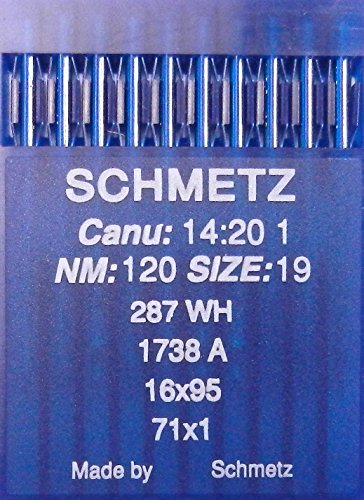 SCHMETZ
Canu: 14:20 1
NM:120 SIZE:19
287 WH
1738 A
16x95
71x1
Made by Schmetz